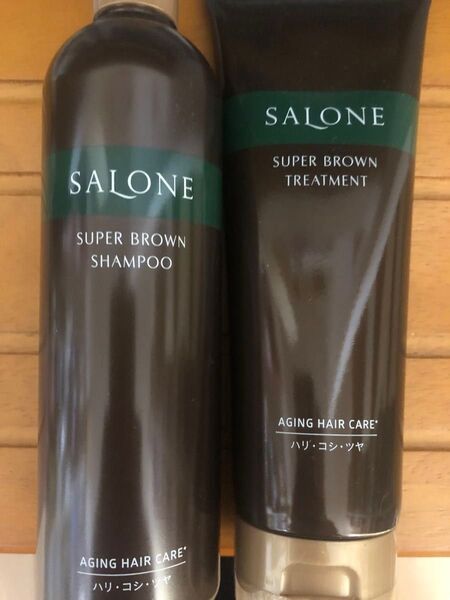 SALONE
SUPER BROWN
SHAMPOO
AGING HAIR CARE*
ハリ・コシ・ツヤ
SALONE
SUPER BROWN
TREATMENT
AGING HAIR CARE*
ハリ・コシ・ツヤ